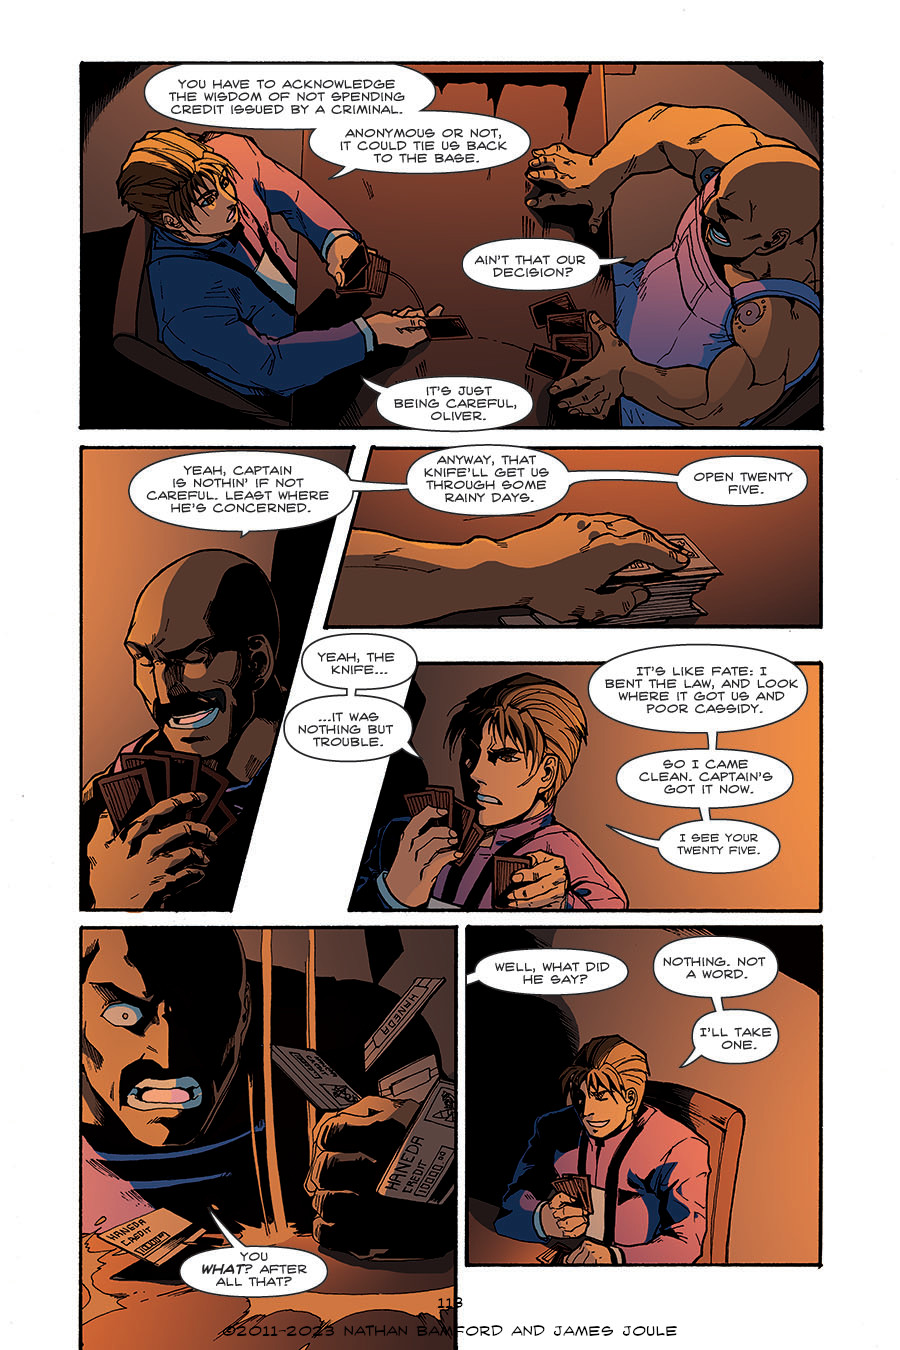 YOU HAVE TO ACKNOWLEDGE
THE WISDOM OF NOT SPENDING
CREDIT ISSUED BY A CRIMINAL.
ANONYMOUS OR NOT,
IT COULD TIE US BACK
TO THE BASE.
AIN'T THAT OUR
DECISION?
IT'S JUST
BEING CAREFUL,
OLIVER.
YEAH, CAPTAIN
IS NOTHIN' IF NOT
CAREFUL. LEAST WHERE
HE'S CONCERNED.
ANYWAY, THAT
KNIFE'LL GET US
THROUGH SOME
RAINY DAYS.
OPEN TWENTY
FIVE.
YEAH, THE
KNIFE...
...IT WAS
NOTHING BUT
TROUBLE.
IT'S LIKE FATE: I
BENT THE LAW, AND LOOK
WHERE IT GOT US AND
POOR CASSIDY.
SO I CAME
CLEAN. CAPTAIN'S
GOT IT NOW.
I SEE YOUR
TWENTY FIVE.
HANEDA
HANEDA
CREDIT
HANEDA
CREDIT
10000.00
HANEDA
CREDIT
YOU
WHAT? AFTER
ALL THAT?
WELL, WHAT DID
HE SAY?
NOTHING. NOT
A WORD.
I'LL TAKE
ONE.
118
©2011-2023 NATHAN BAMFORD AND JAMES JOULE